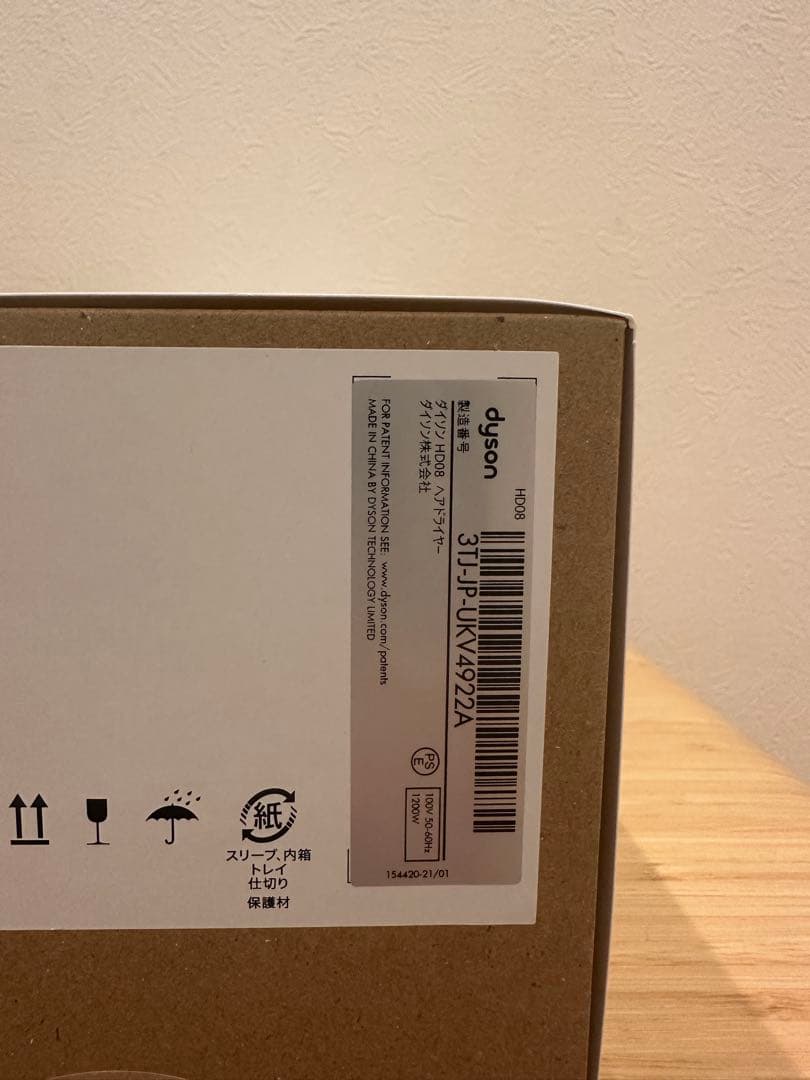 dyson
HD08
製造番号
3TJ-JP-UKV4922A
ダイソン HD08 ヘアドライヤー
ダイソン株式会社
FOR PATENT INFORMATION SEE: www.dyson.com/patents
MADE IN CHINA BY DYSON TECHNOLOGY LIMITED
PS
E
100V 50-60Hz
1200W
154420-21/01
紙
スリーブ、内箱
トレイ
仕切り
保護材